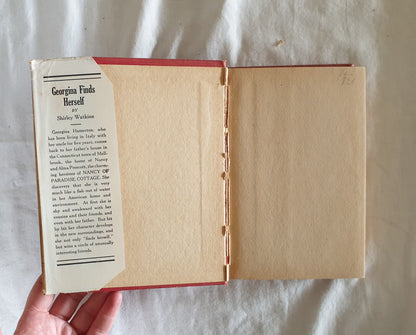 Georgina Finds
Herself
BY
Shirley Watkins
Georgina Hamerton, who
has been living in Italy with
her uncle for five years, comes
back to her father's house in
the Connecticut town of Mell-
brook, the home of Nancy
and Alma Prescott, the charm-
ing heroines of NANCY OF
PARADISE COTTAGE. She
discovers that she is very
much like a fish out of water
in her American home and
environment. At first she is
shy and awkward with her
cousins and their friends, and
even with her father. But bit
by bit her character develops
in the new surroundings, and
she not only "finds herself,"
but wins a circle of unusually
interesting friends.